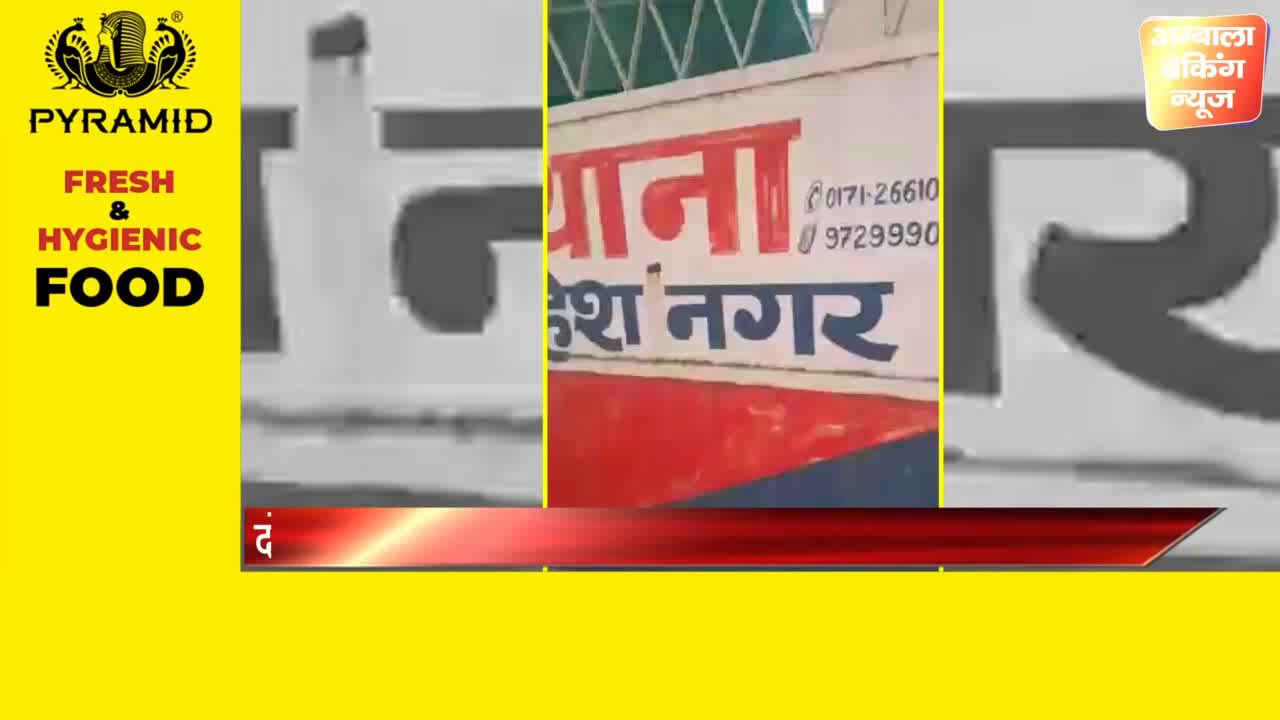 ®
PYRAMID
FRESH
&
HYGIENIC
FOOD
अम्बाला
ब्रेकिंग
न्यूज
थाना
0171-26610
9729990
हेश नगर
दं